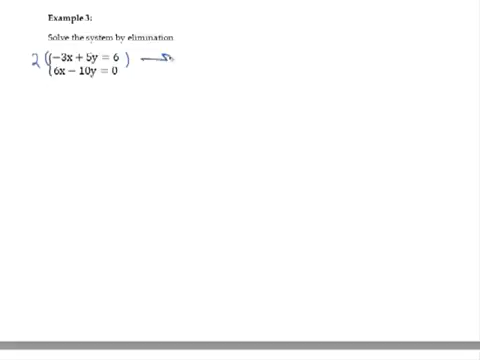 Example 3:
Solve the system by elimination
2 ( −3x + 5y = 6 )
6x − 10y = 0